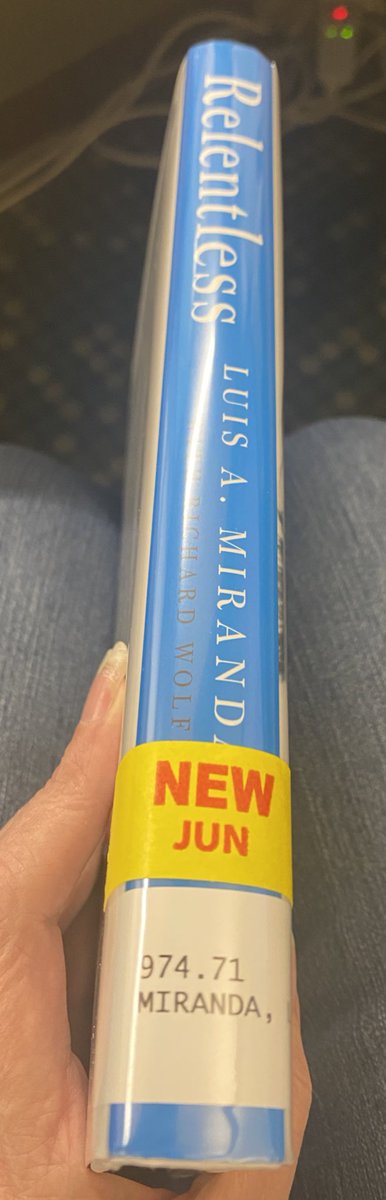 Relentless
LUIS A. MIRANDA
RICHARD WOLF
NEW
JUN
974.71
MIRANDA,